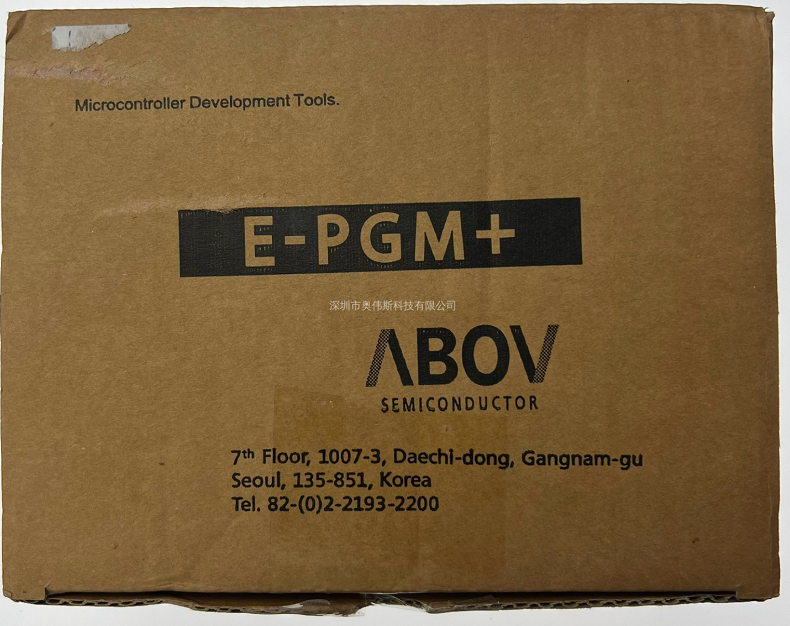 Microcontroller Development Tools.
E-PGM+
深圳市奥伟斯科技有限公司
ABOV
SEMICONDUCTOR
7th Floor, 1007-3, Daechi-dong, Gangnam-gu
Seoul, 135-851, Korea
Tel. 82-(0)2-2193-2200